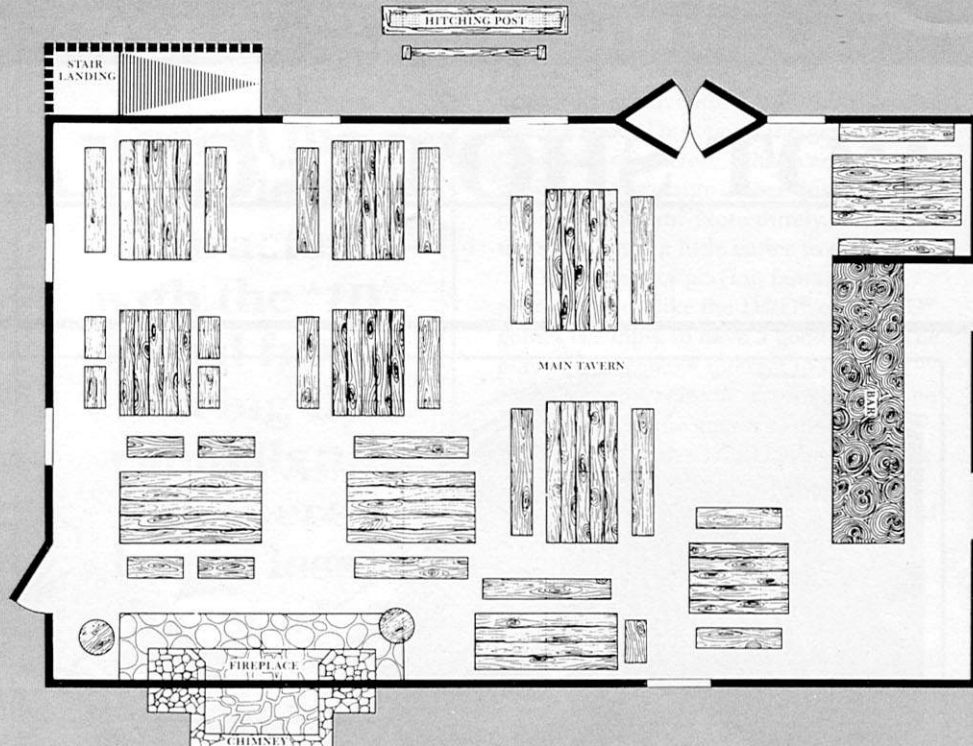 HITCHING POST
STAIR
LANDING
MAIN TAVERN
BAR
FIREPLACE
CHIMNEY